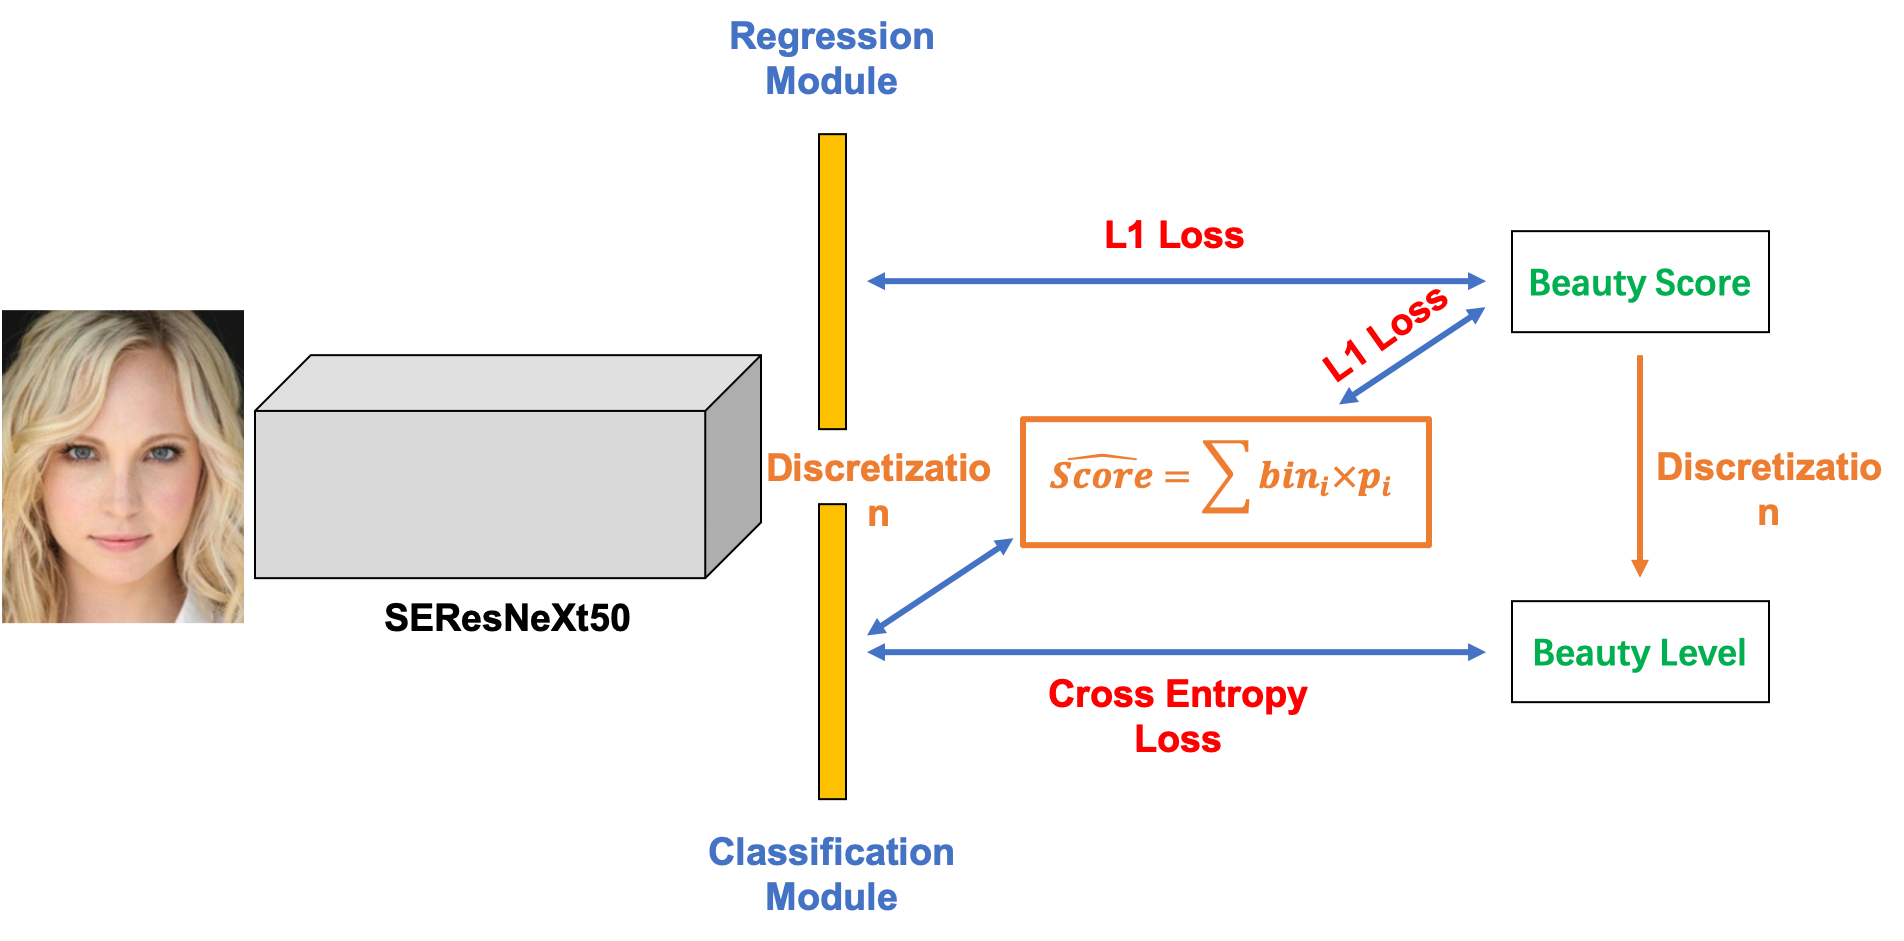 Regression
Module
L1 Loss
Beauty Score
L1 Loss
Discretizatio
n
$\widehat{Score} = \sum bin_i \times p_i$
Discretizatio
n
SEResNeXt50
Beauty Level
Cross Entropy
Loss
Classification
Module